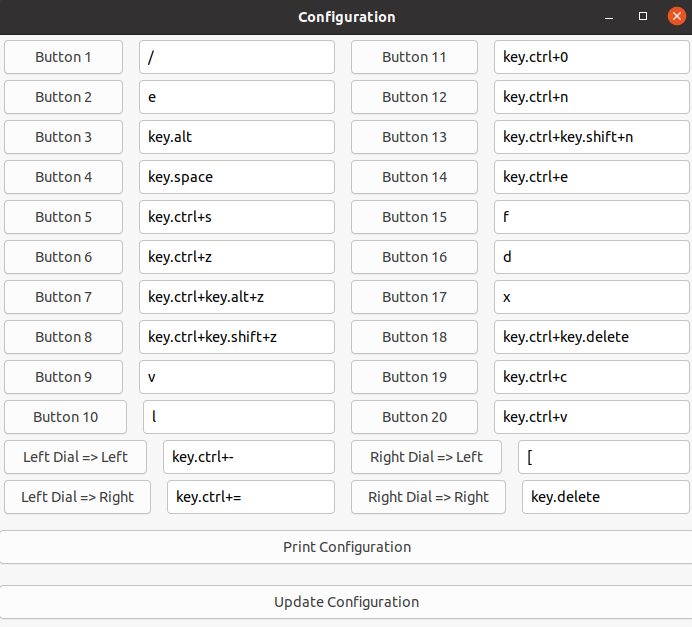 Configuration
Button 1 / Button 11 key.ctrl+0
Button 2 e Button 12 key.ctrl+n
Button 3 key.alt Button 13 key.ctrl+key.shift+n
Button 4 key.space Button 14 key.ctrl+e
Button 5 key.ctrl+s Button 15 f
Button 6 key.ctrl+z Button 16 d
Button 7 key.ctrl+key.alt+z Button 17 x
Button 8 key.ctrl+key.shift+z Button 18 key.ctrl+key.delete
Button 9 v Button 19 key.ctrl+c
Button 10 l Button 20 key.ctrl+v
Left Dial => Left key.ctrl+- Right Dial => Left [
Left Dial => Right key.ctrl+= Right Dial => Right key.delete
Print Configuration
Update Configuration